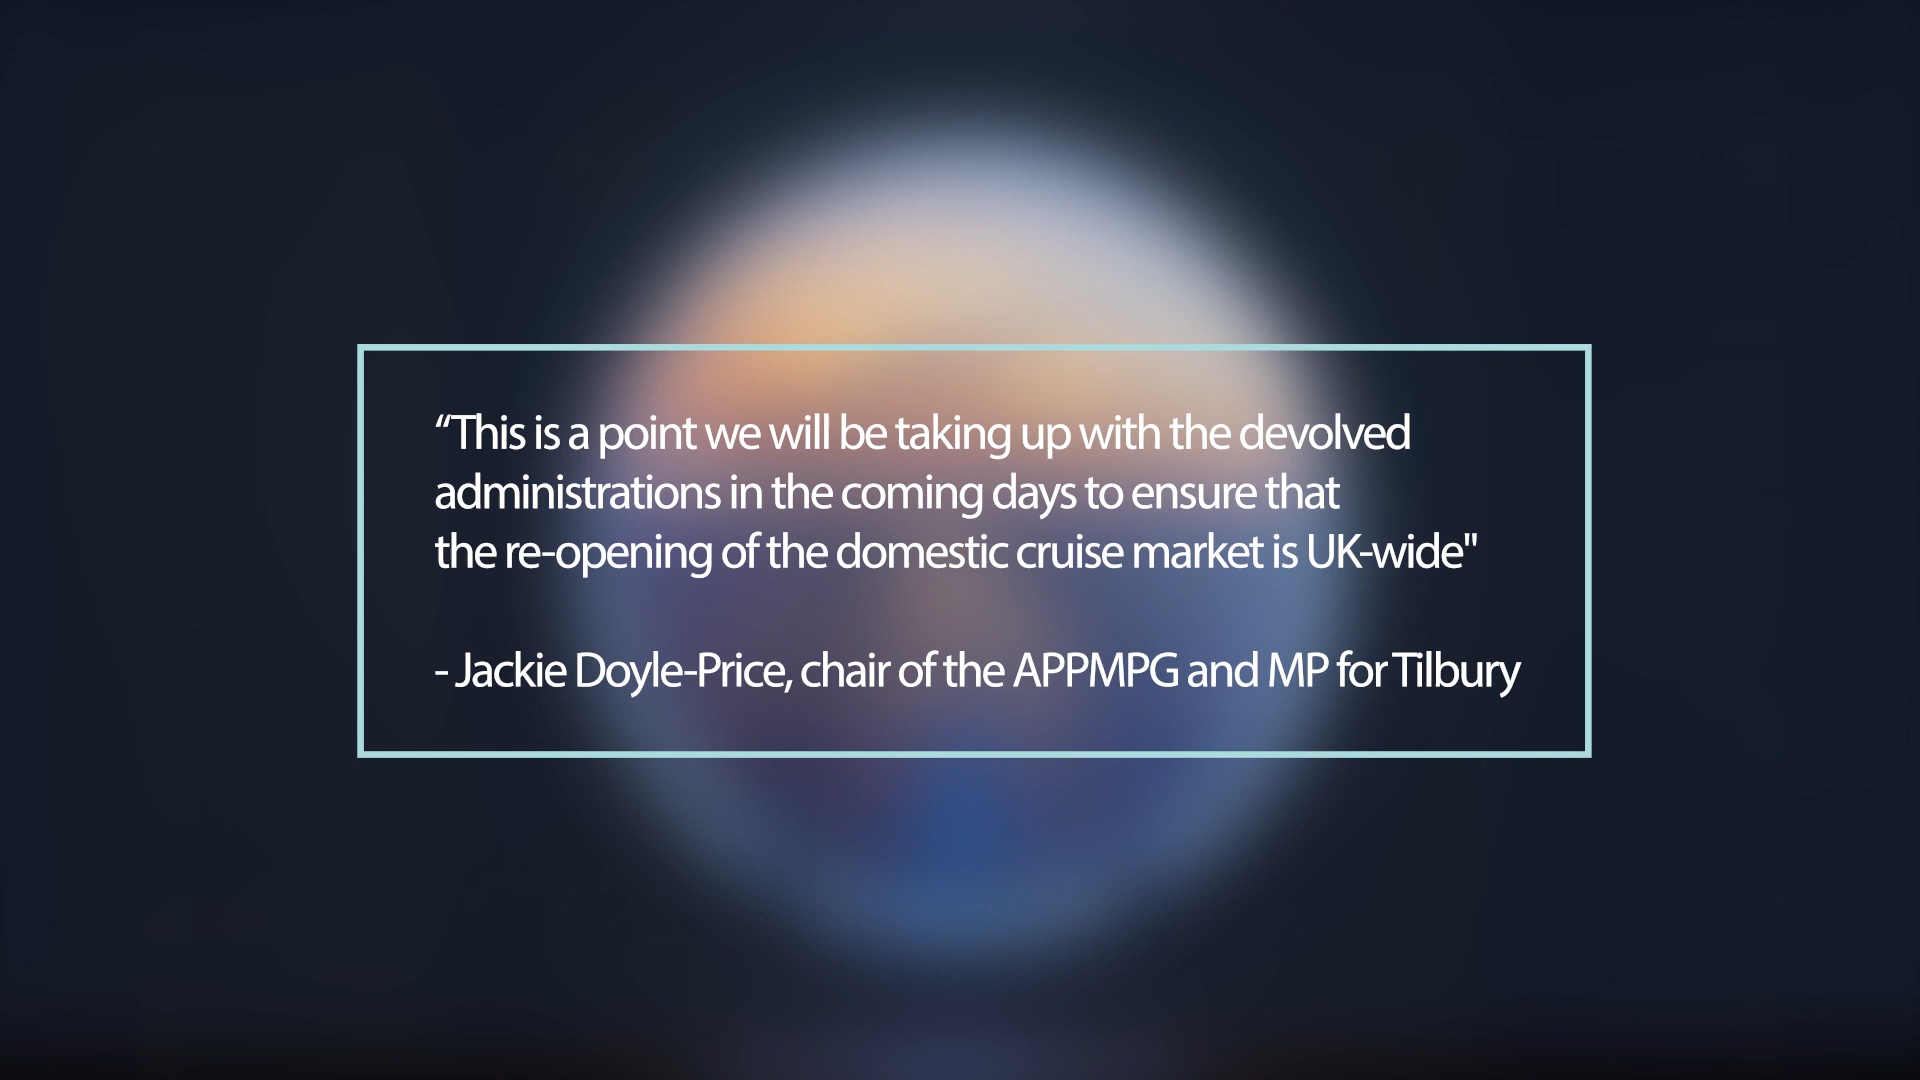 “This is a point we will be taking up with the devolved
administrations in the coming days to ensure that
the re-opening of the domestic cruise market is UK-wide"
- Jackie Doyle-Price, chair of the APPMPG and MP for Tilbury